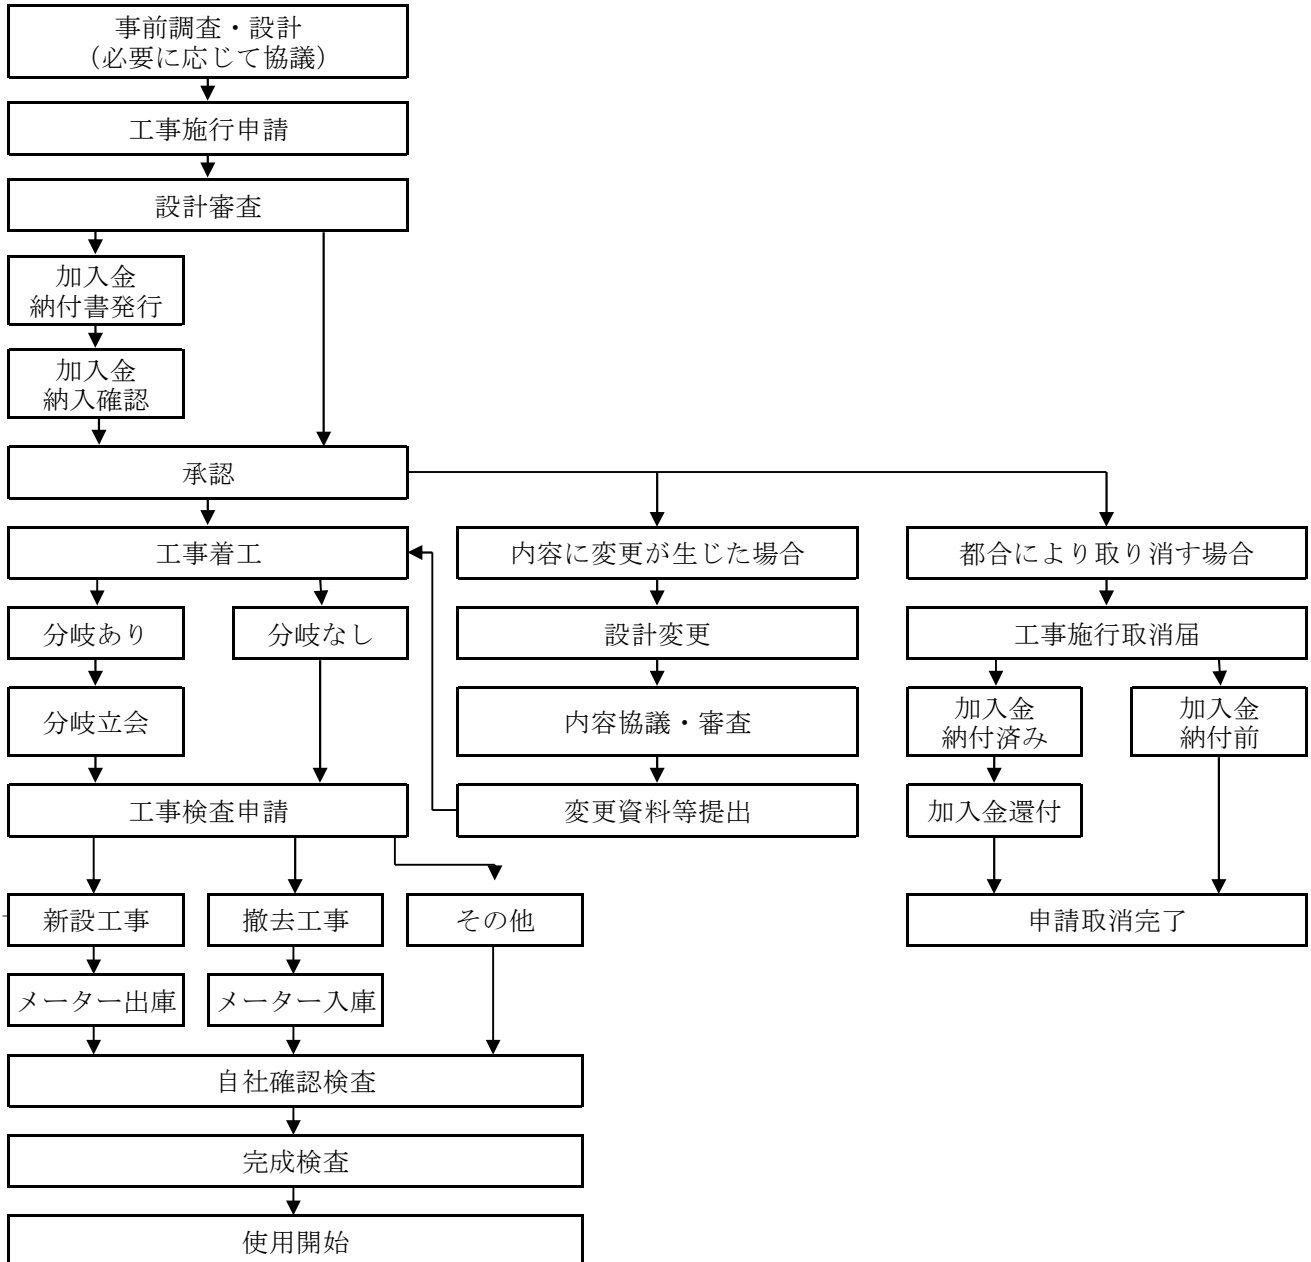 事前調査・設計
（必要に応じて協議）
工事施行申請
設計審査
加入金
納付書発行
加入金
納入確認
承認
工事着工
内容に変更が生じた場合
都合により取り消す場合
分岐あり
分岐なし
設計変更
工事施行取消届
分岐立会
内容協議・審査
加入金
納付済み
加入金
納付前
工事検査申請
変更資料等提出
加入金還付
新設工事
撤去工事
その他
申請取消完了
メーター出庫
メーター入庫
自社確認検査
完成検査
使用開始